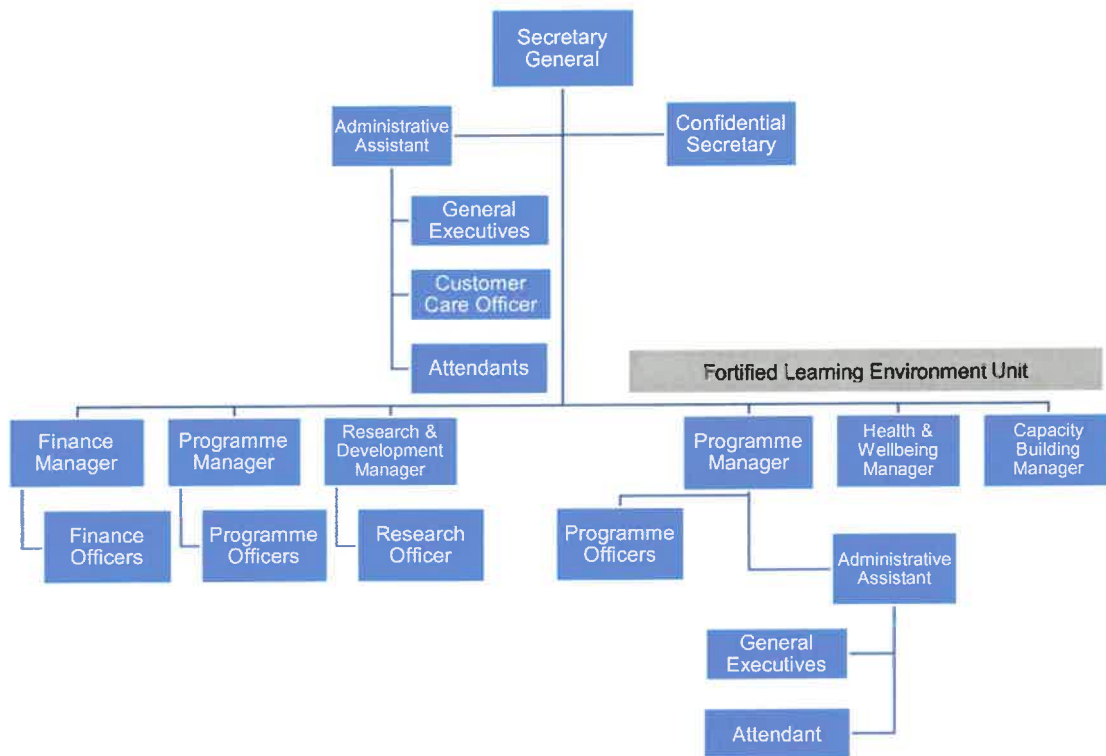 Secretary
General
Administrative
Assistant
Confidential
Secretary
General
Executives
Customer
Care Officer
Attendants
Fortified Learning Environment Unit
Finance
Manager
Programme
Manager
Research &
Development
Manager
Programme
Manager
Health &
Wellbeing
Manager
Capacity
Building
Manager
Finance
Officers
Programme
Officers
Research
Officer
Programme
Officers
Administrative
Assistant
General
Executives
Attendant